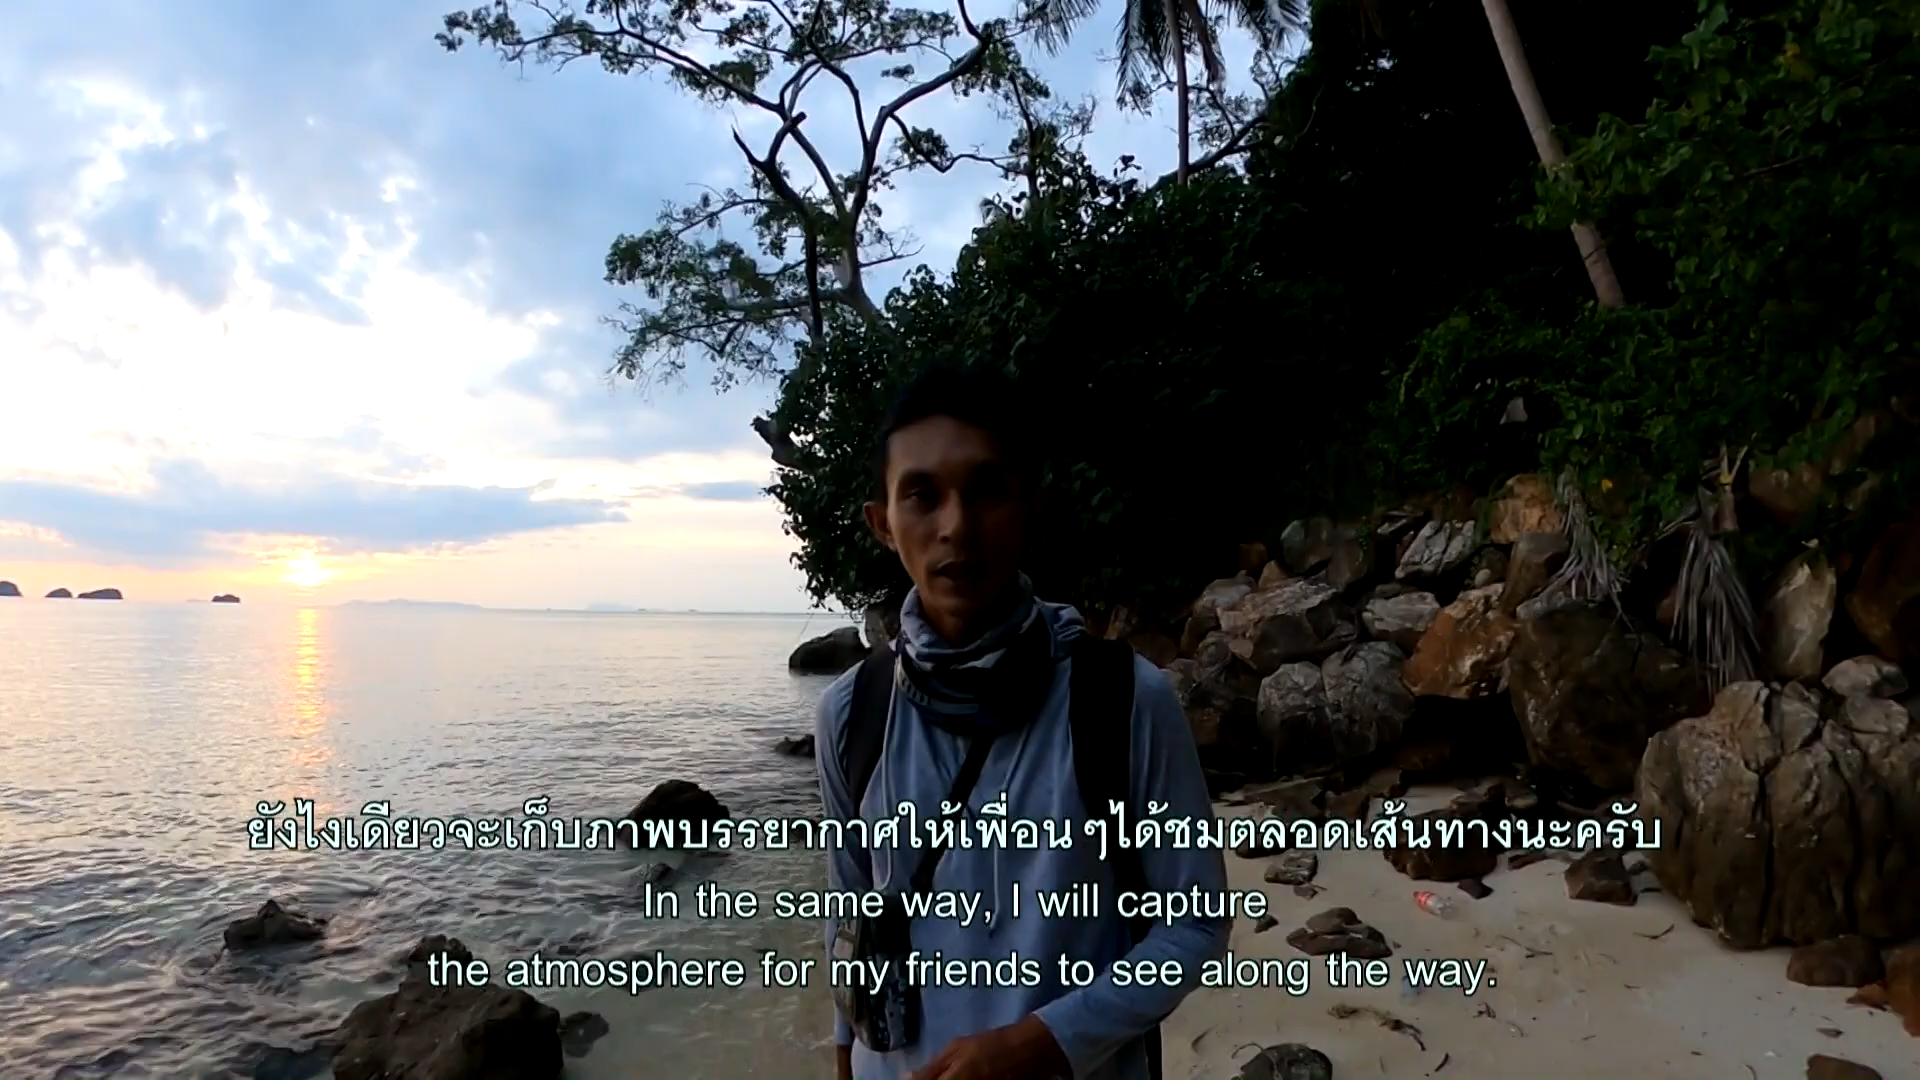 ยังไงเดียวจะเก็บภาพบรรยากาศให้เพื่อน ๆได้ชมตลอดเส้นทางนะครับ
In the same way, I will capture
the atmosphere for my friends to see along the way.